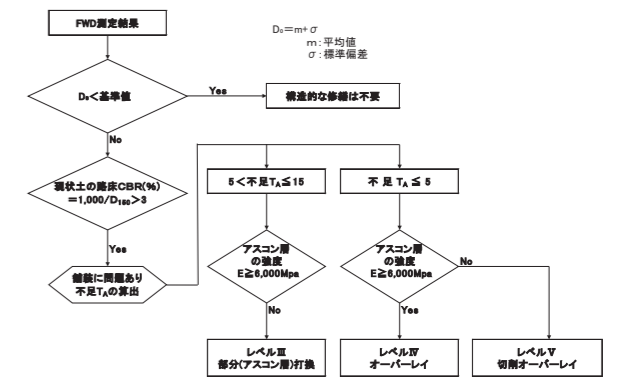 FWD測定結果
D₀＝m+σ
m:平均値
σ:標準偏差
D₀＜基準値
Yes
構造的な修繕は不要
No
現状土の路床CBR(%)
＝1,000/D₁₅₀＞3
5＜不足TA≦15
不足 TA ≦ 5
Yes
アスコン層
の強度
E≧6,000Mpa
アスコン層
の強度
E≧6,000Mpa
No
舗装に問題あり
不足TAの算出
No
Yes
レベルⅢ
部分(アスコン層)打換
レベルⅣ
オーバーレイ
レベルⅤ
切削オーバーレイ